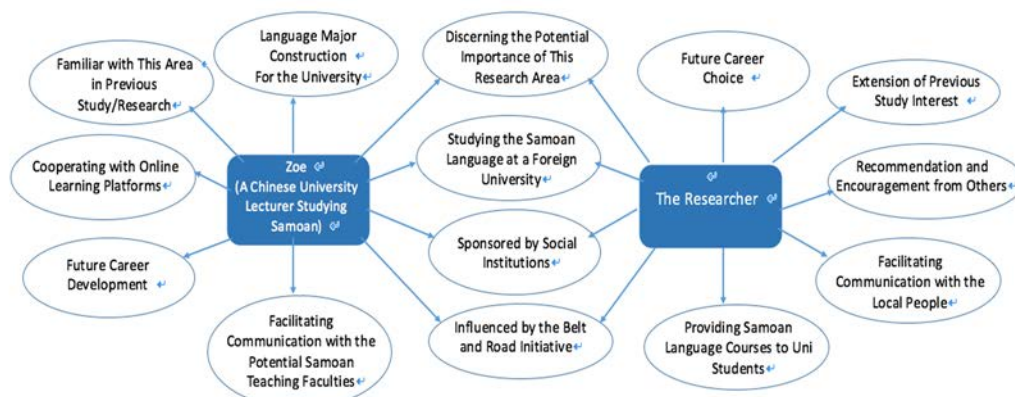 Familiar with This Area
in Previous
Study/Research
Language Major
Construction
For the University
Discerning the Potential
Importance of This
Research Area
Future Career
Choice
Extension of Previous
Study Interest
Cooperating with Online
Learning Platforms
Zoe
(A Chinese University
Lecturer Studying
Samoan)
Studying the Samoan
Language at a Foreign
University
The Researcher
Recommendation and
Encouragement from Others
Future Career
Development
Sponsored by Social
Institutions
Facilitating
Communication with the
Local People
Facilitating
Communication with the
Potential Samoan
Teaching Faculties
Influenced by the Belt
and Road Initiative
Providing Samoan
Language Courses to Uni
Students